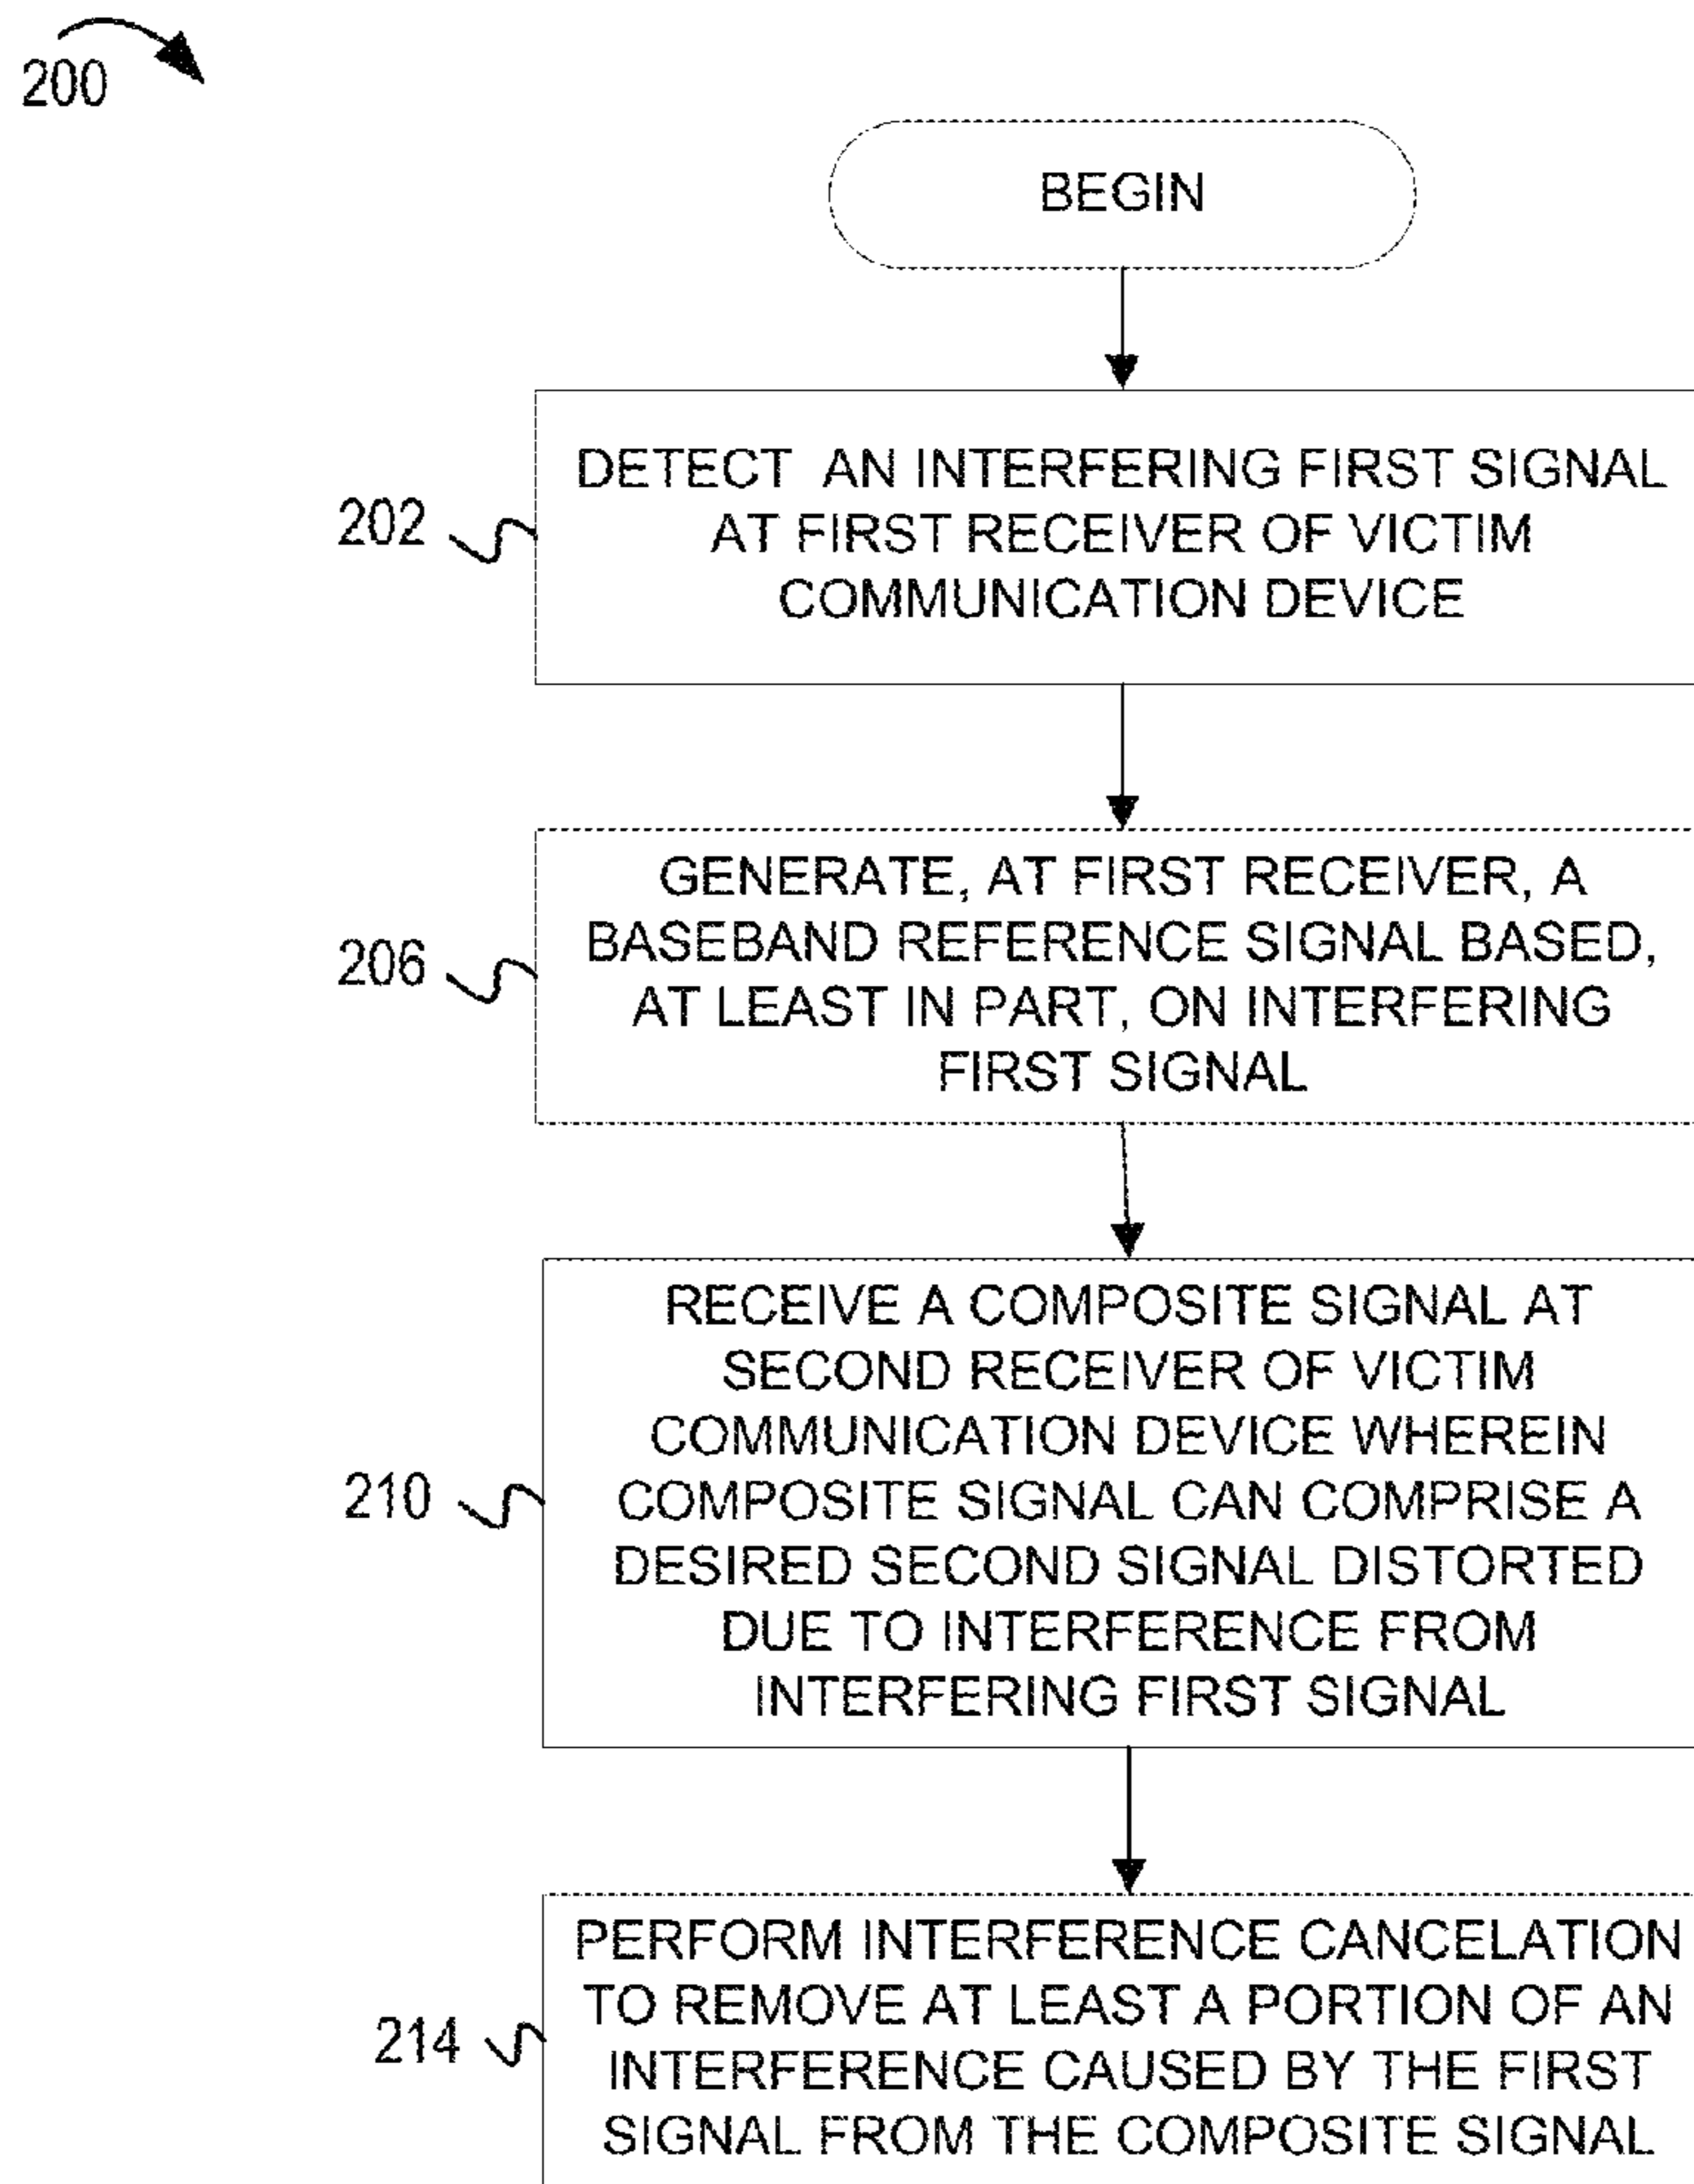 200
BEGIN
202
DETECT AN INTERFERING FIRST SIGNAL
AT FIRST RECEIVER OF VICTIM
COMMUNICATION DEVICE
206
GENERATE, AT FIRST RECEIVER, A
BASEBAND REFERENCE SIGNAL BASED,
AT LEAST IN PART, ON INTERFERING
FIRST SIGNAL
210
RECEIVE A COMPOSITE SIGNAL AT
SECOND RECEIVER OF VICTIM
COMMUNICATION DEVICE WHEREIN
COMPOSITE SIGNAL CAN COMPRISE A
DESIRED SECOND SIGNAL DISTORTED
DUE TO INTERFERENCE FROM
INTERFERING FIRST SIGNAL
214
PERFORM INTERFERENCE CANCELATION
TO REMOVE AT LEAST A PORTION OF AN
INTERFERENCE CAUSED BY THE FIRST
SIGNAL FROM THE COMPOSITE SIGNAL